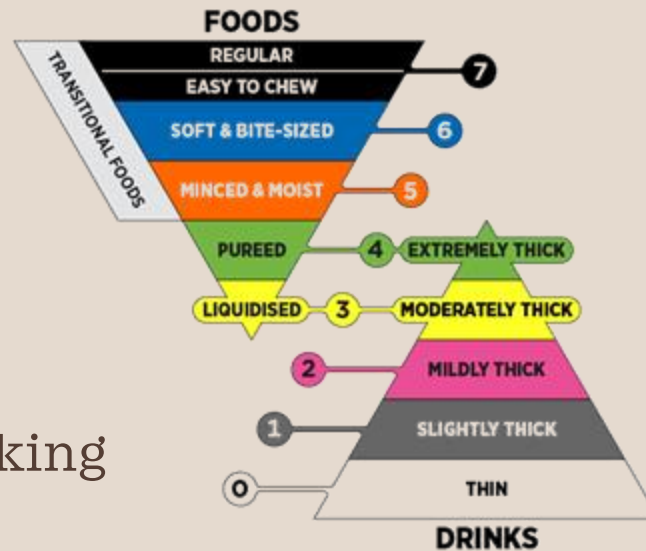 FOODS
REGULAR
7
EASY TO CHEW
TRANSITIONAL FOODS
SOFT & BITE-SIZED
6
MINCED & MOIST
5
PUREED
4
EXTREMELY THICK
LIQUIDISED
3
MODERATELY THICK
2
MILDLY THICK
king
1
SLIGHTLY THICK
0
THIN
DRINKS